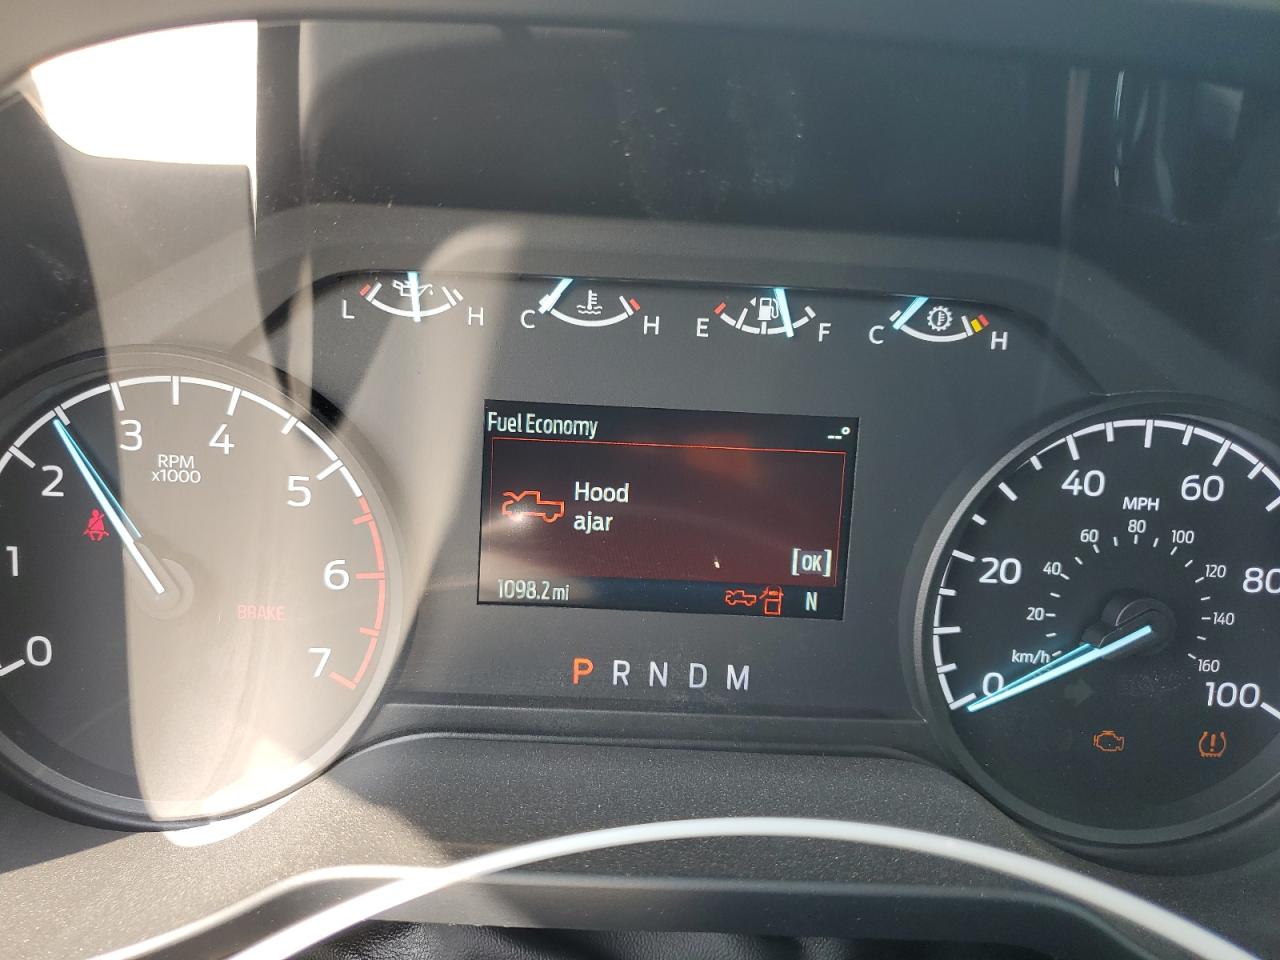 L H C H E F C H
Fuel Economy
--°
Hood
ajar
[OK]
1098.2 mi
N
P R N D M
0 1 2 3 4 5 6 7
RPM
x1000
BRAKE
0 20 40 60 80 100
MPH
km/h 20 40 60 80 100 120 140 160